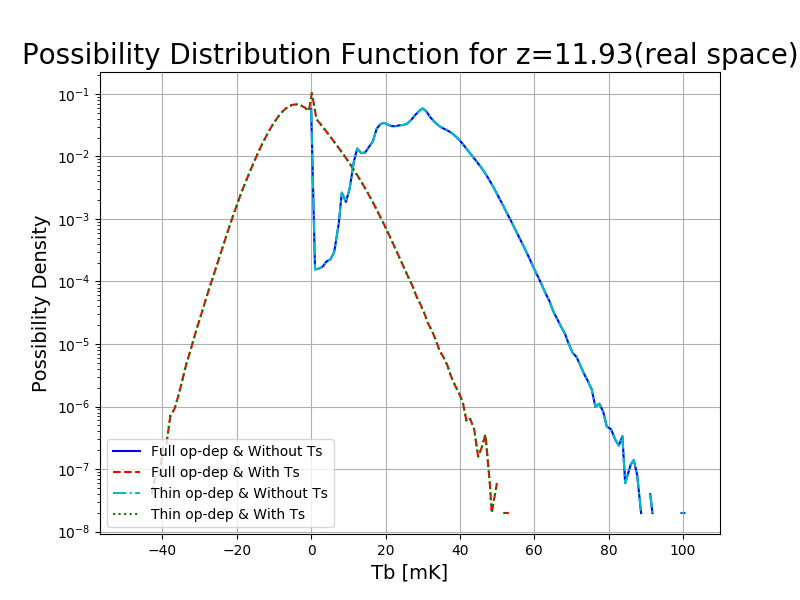 Possibility Distribution Function for z=11.93(real space)
Possibility Density
10⁻¹
10⁻²
10⁻³
10⁻⁴
10⁻⁵
10⁻⁶
10⁻⁷
10⁻⁸
Full op-dep & Without Ts
Full op-dep & With Ts
Thin op-dep & Without Ts
Thin op-dep & With Ts
−40 −20 0 20 40 60 80 100
Tb [mK]